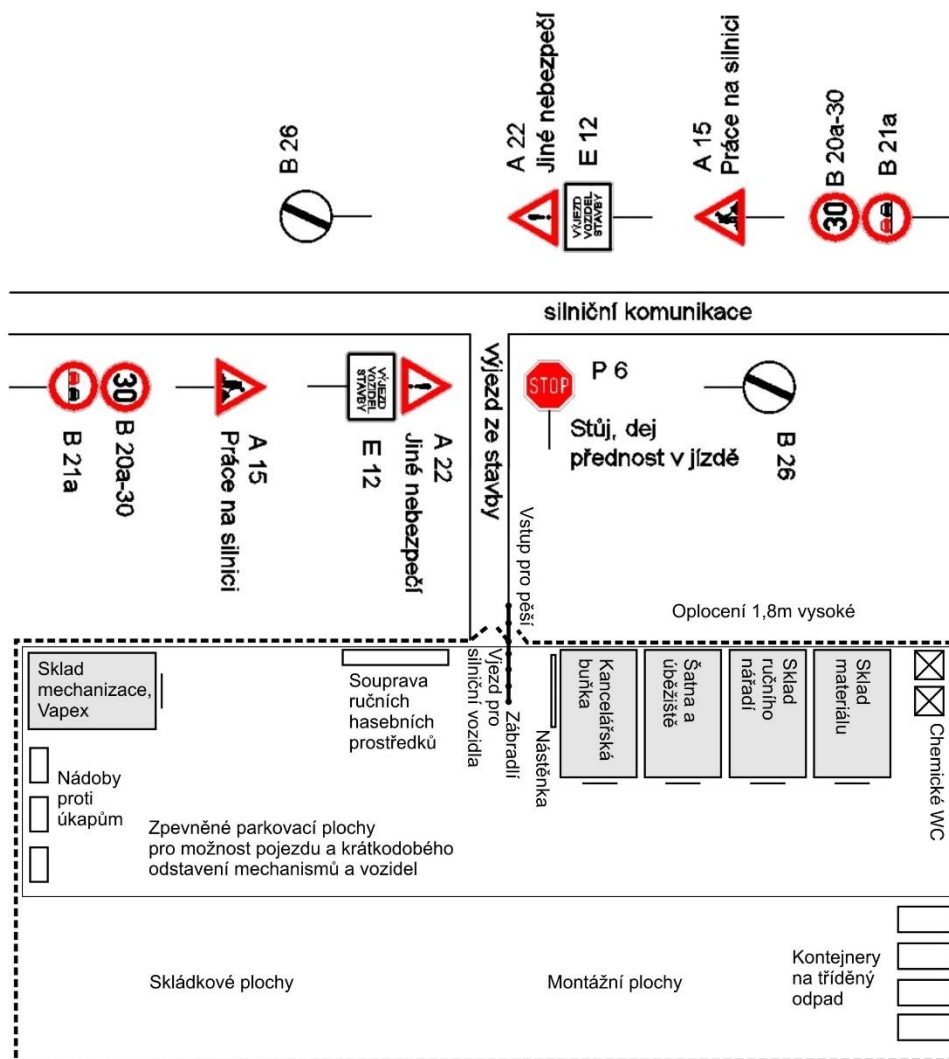 B 26
A 22
Jiné nebezpečí
E 12
VÝJEZD
VOZIDEL
STAVBY
A 15
Práce na silnici
30
B 20a-30
B 21a
silniční komunikace
B 21a
30
B 20a-30
A 15
Práce na silnici
VÝJEZD
VOZIDEL
STAVBY
E 12
A 22
Jiné nebezpečí
výjezd ze stavby
STOP
P 6
Stůj, dej
přednost v jízdě
B 26
Vstup pro pěší
Oplocení 1,8m vysoké
Sklad
mechanizace,
Vapex
Souprava
ručních
hasebních
prostředků
Vjezd pro
silniční vozidla
Zábradlí
Nástěnka
Kancelářská
buňka
Šatna a
úběžiště
Sklad
ručního
nářadí
Sklad
materiálu
Chemické WC
Nádoby
proti
úkapům
Zpevněné parkovací plochy
pro možnost pojezdu a krátkodobého
odstavení mechanismů a vozidel
Skládkové plochy
Montážní plochy
Kontejnery
na tříděný
odpad